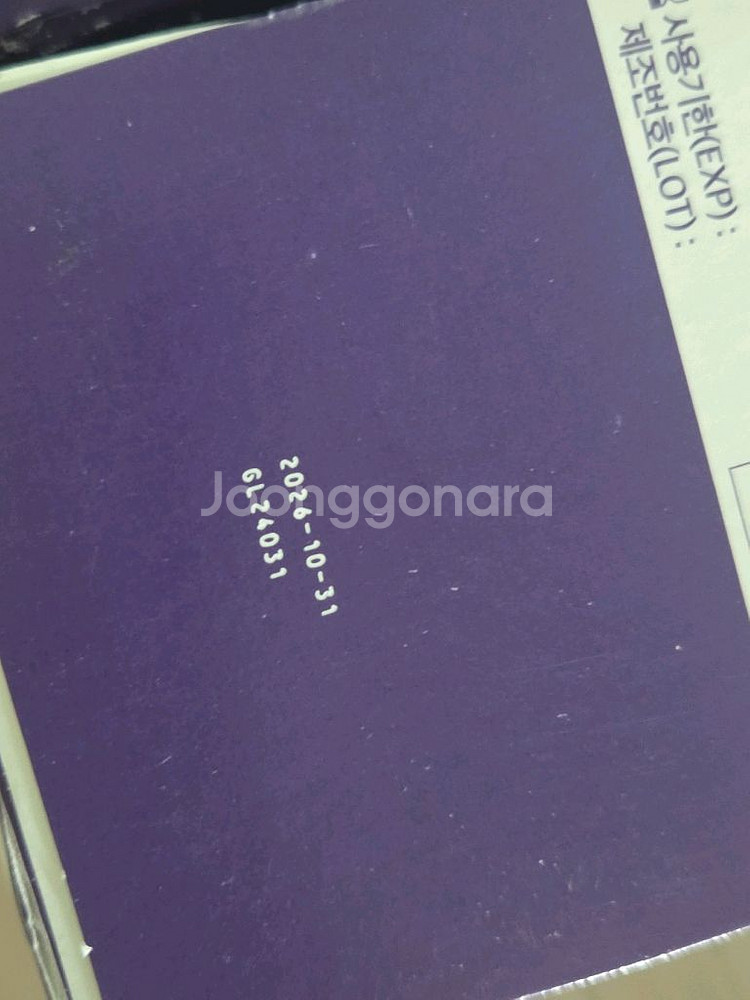 사용기한(EXP) :
제조번호(LOT) :
2026-10-31
GL24031
Joonggonara